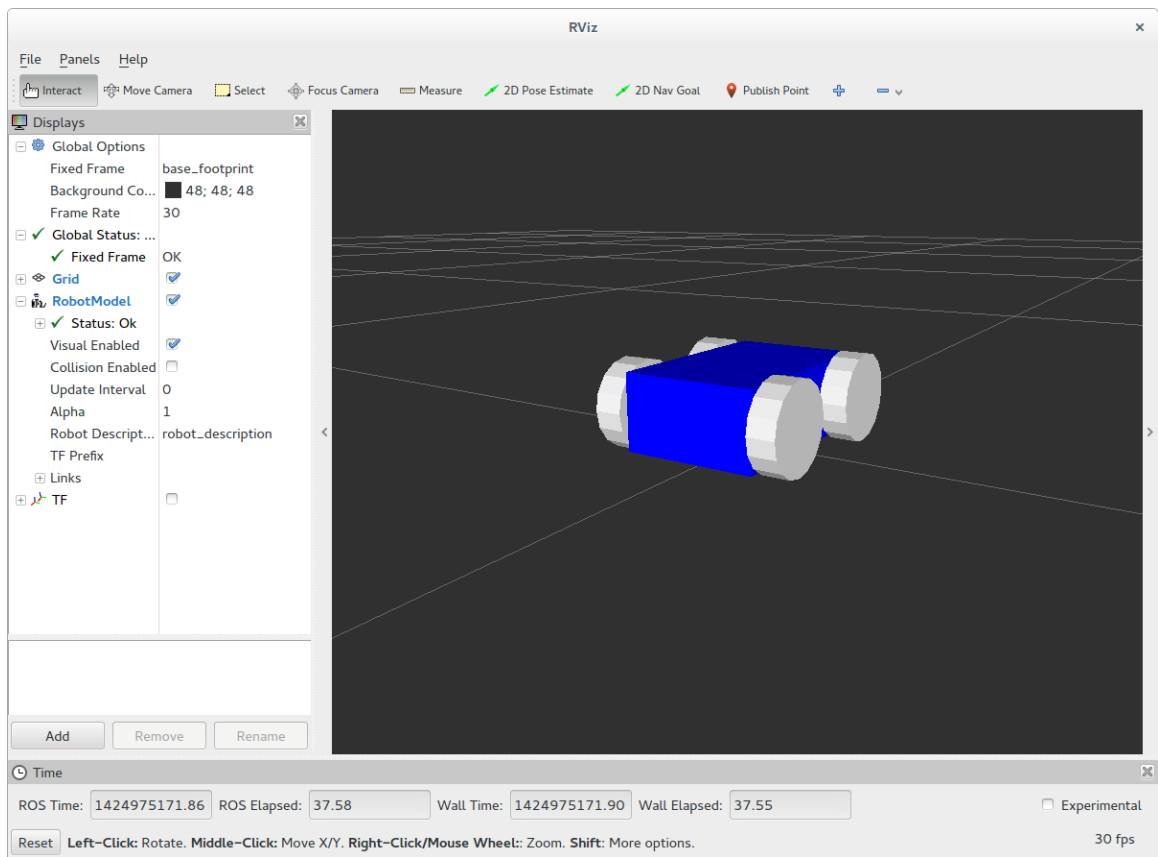 RViz
File Panels Help
Interact Move Camera Select Focus Camera Measure 2D Pose Estimate 2D Nav Goal Publish Point
Displays
Global Options
Fixed Frame base_footprint
Background Co... 48; 48; 48
Frame Rate 30
Global Status: ...
Fixed Frame OK
Grid
RobotModel
Status: Ok
Visual Enabled
Collision Enabled
Update Interval 0
Alpha 1
Robot Descript... robot_description
TF Prefix
Links
TF
Add Remove Rename
Time
ROS Time: 1424975171.86 ROS Elapsed: 37.58 Wall Time: 1424975171.90 Wall Elapsed: 37.55 Experimental
Reset Left-Click: Rotate. Middle-Click: Move X/Y. Right-Click/Mouse Wheel:: Zoom. Shift: More options. 30 fps